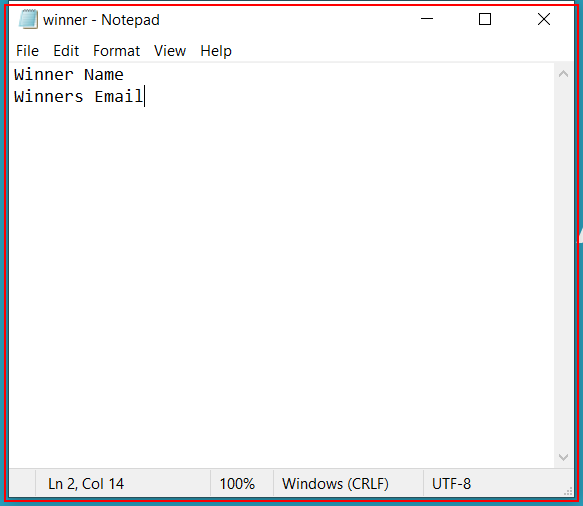 winner - Notepad
File Edit Format View Help
Winner Name
Winners Email
Ln 2, Col 14 100% Windows (CRLF) UTF-8